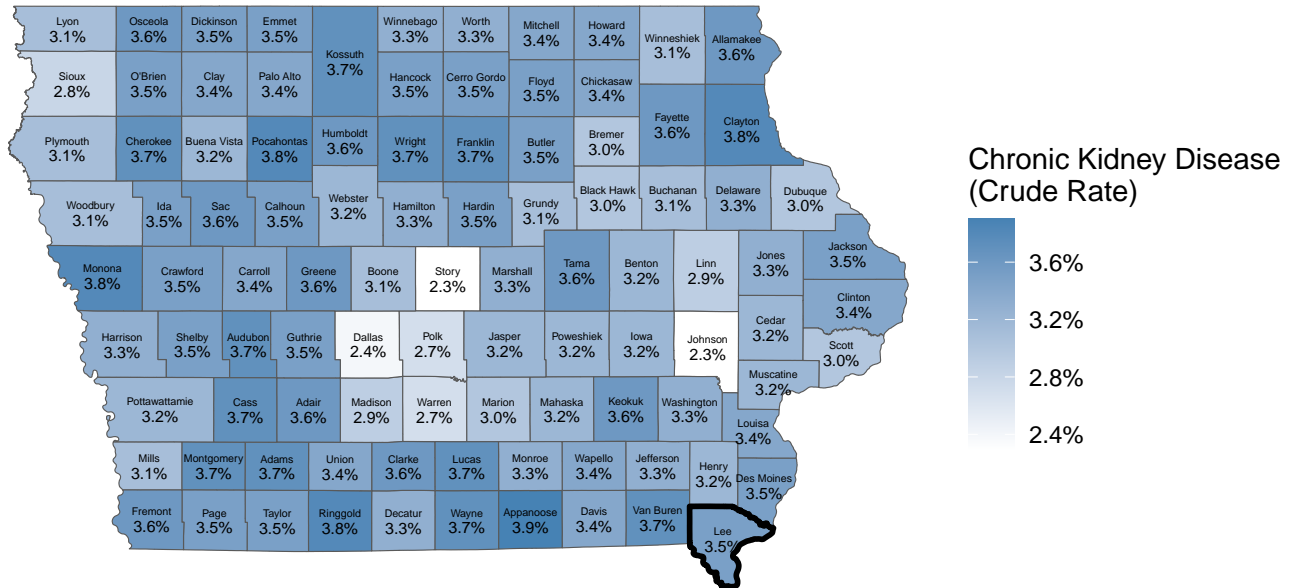 Lyon
3.1%
Osceola
3.6%
Dickinson
3.5%
Emmet
3.5%
Kossuth
3.7%
Winnebago
3.3%
Worth
3.3%
Mitchell
3.4%
Howard
3.4%
Winneshiek
3.1%
Allamakee
3.6%
Sioux
2.8%
O'Brien
3.5%
Clay
3.4%
Palo Alto
3.4%
Hancock
3.5%
Cerro Gordo
3.5%
Floyd
3.5%
Chickasaw
3.4%
Plymouth
3.1%
Cherokee
3.7%
Buena Vista
3.2%
Pocahontas
3.8%
Humboldt
3.6%
Wright
3.7%
Franklin
3.7%
Butler
3.5%
Bremer
3.0%
Fayette
3.6%
Clayton
3.8%
Woodbury
3.1%
Ida
3.5%
Sac
3.6%
Calhoun
3.5%
Webster
3.2%
Hamilton
3.3%
Hardin
3.5%
Grundy
3.1%
Black Hawk
3.0%
Buchanan
3.1%
Delaware
3.3%
Dubuque
3.0%
Monona
3.8%
Crawford
3.5%
Carroll
3.4%
Greene
3.6%
Boone
3.1%
Story
2.3%
Marshall
3.3%
Tama
3.6%
Benton
3.2%
Linn
2.9%
Jones
3.3%
Jackson
3.5%
Clinton
3.4%
Harrison
3.3%
Shelby
3.5%
Audubon
3.7%
Guthrie
3.5%
Dallas
2.4%
Polk
2.7%
Jasper
3.2%
Poweshiek
3.2%
Iowa
3.2%
Johnson
2.3%
Cedar
3.2%
Scott
3.0%
Muscatine
3.2%
Pottawattamie
3.2%
Cass
3.7%
Adair
3.6%
Madison
2.9%
Warren
2.7%
Marion
3.0%
Mahaska
3.2%
Keokuk
3.6%
Washington
3.3%
Louisa
3.4%
Mills
3.1%
Montgomery
3.7%
Adams
3.7%
Union
3.4%
Clarke
3.6%
Lucas
3.7%
Monroe
3.3%
Wapello
3.4%
Jefferson
3.3%
Henry
3.2%
Des Moines
3.5%
Fremont
3.6%
Page
3.5%
Taylor
3.5%
Ringgold
3.8%
Decatur
3.3%
Wayne
3.7%
Appanoose
3.9%
Davis
3.4%
Van Buren
3.7%
Lee
3.5%
Chronic Kidney Disease
(Crude Rate)
3.6%
3.2%
2.8%
2.4%